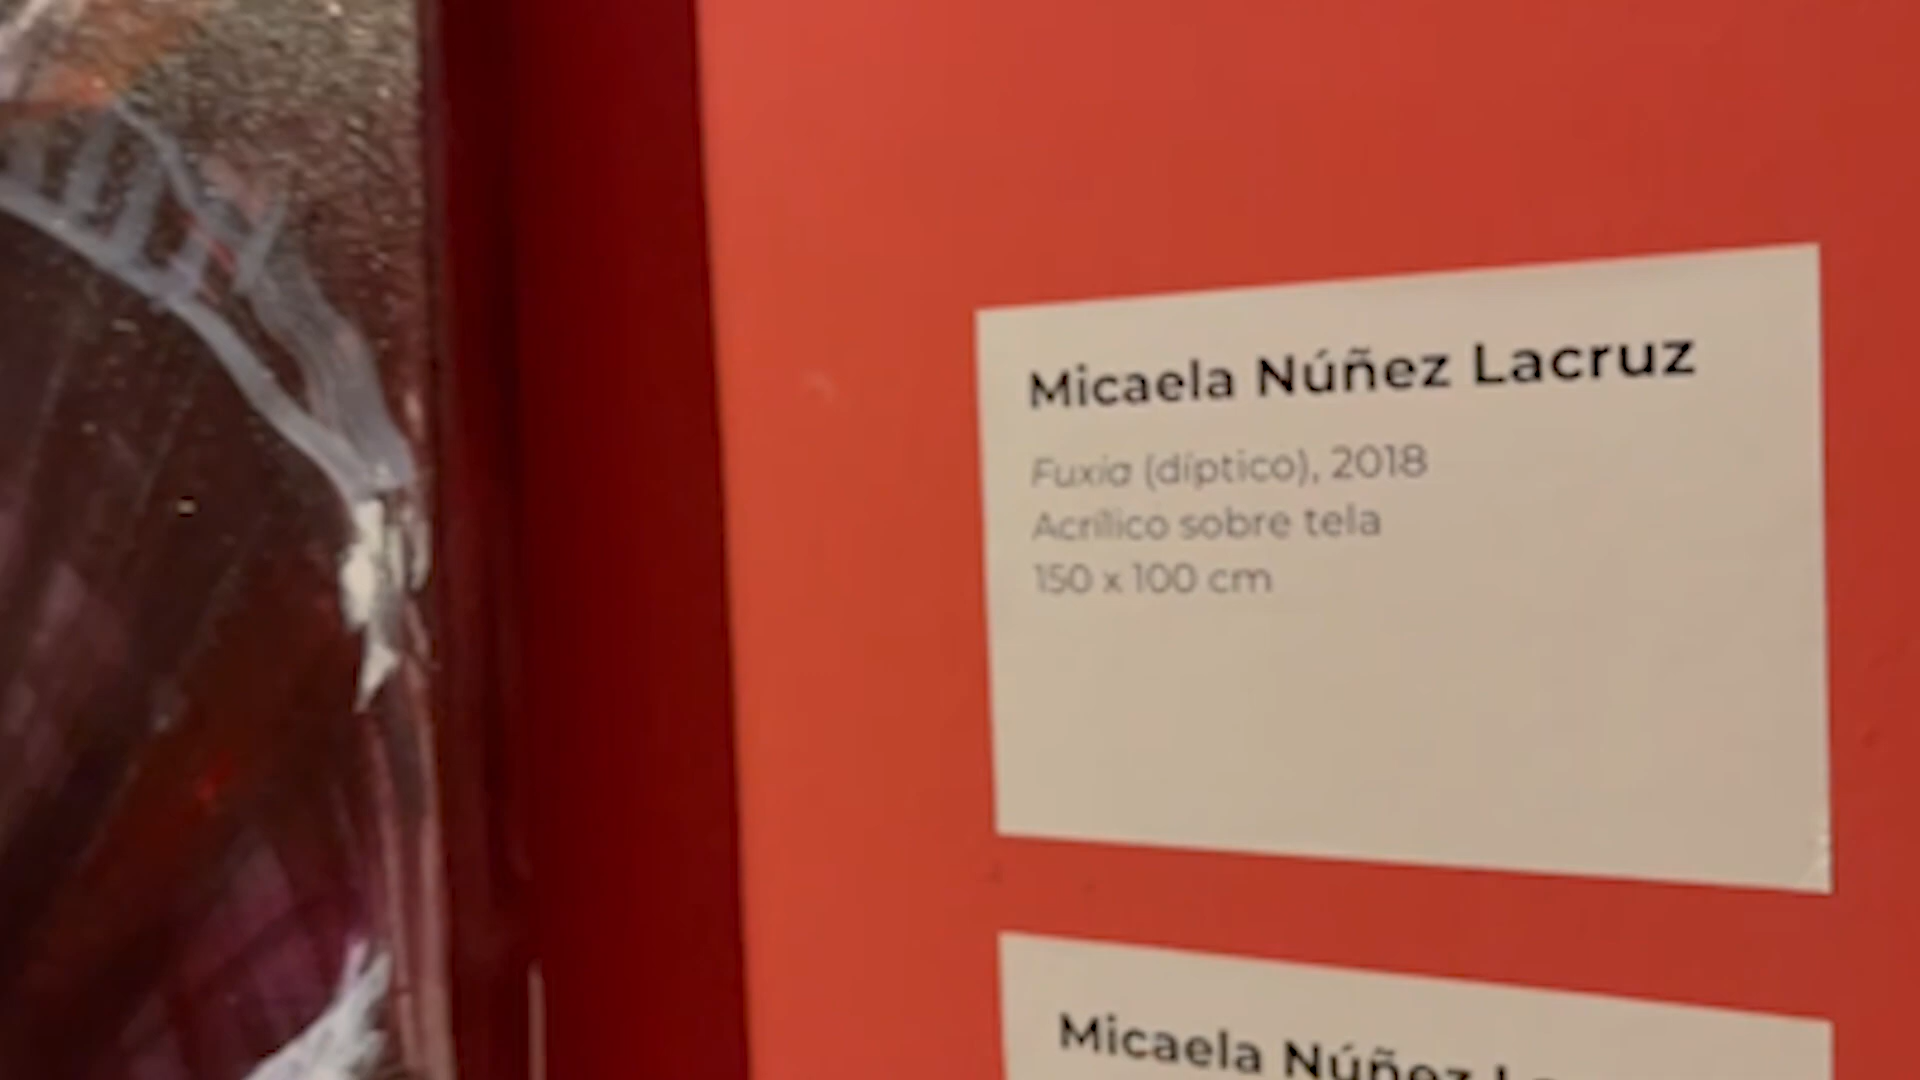 Micaela Núñez Lacruz
Fuxia (díptico), 2018
Acrílico sobre tela
150 x 100 cm
Micaela Núñez